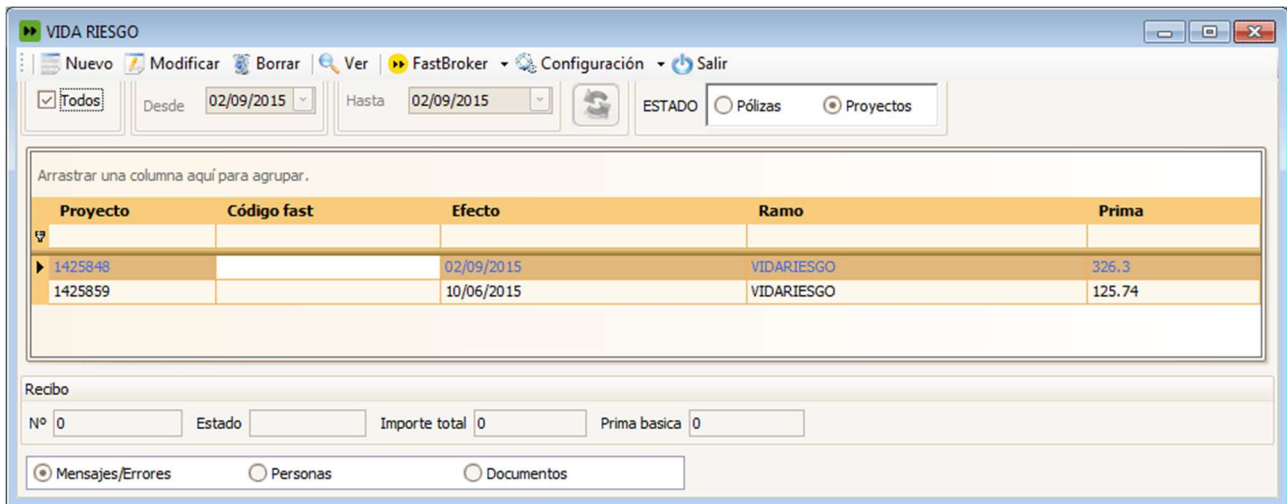 VIDA RIESGO
Nuevo Modificar Borrar Ver FastBroker Configuración Salir
Todos Desde 02/09/2015 Hasta 02/09/2015 ESTADO Pólizas Proyectos
Arrastrar una columna aquí para agrupar.
Proyecto Código fast Efecto Ramo Prima
1425848 02/09/2015 VIDARIESGO 326.3
1425859 10/06/2015 VIDARIESGO 125.74
Recibo
Nº 0 Estado Importe total 0 Prima basica 0
Mensajes/Errores Personas Documentos